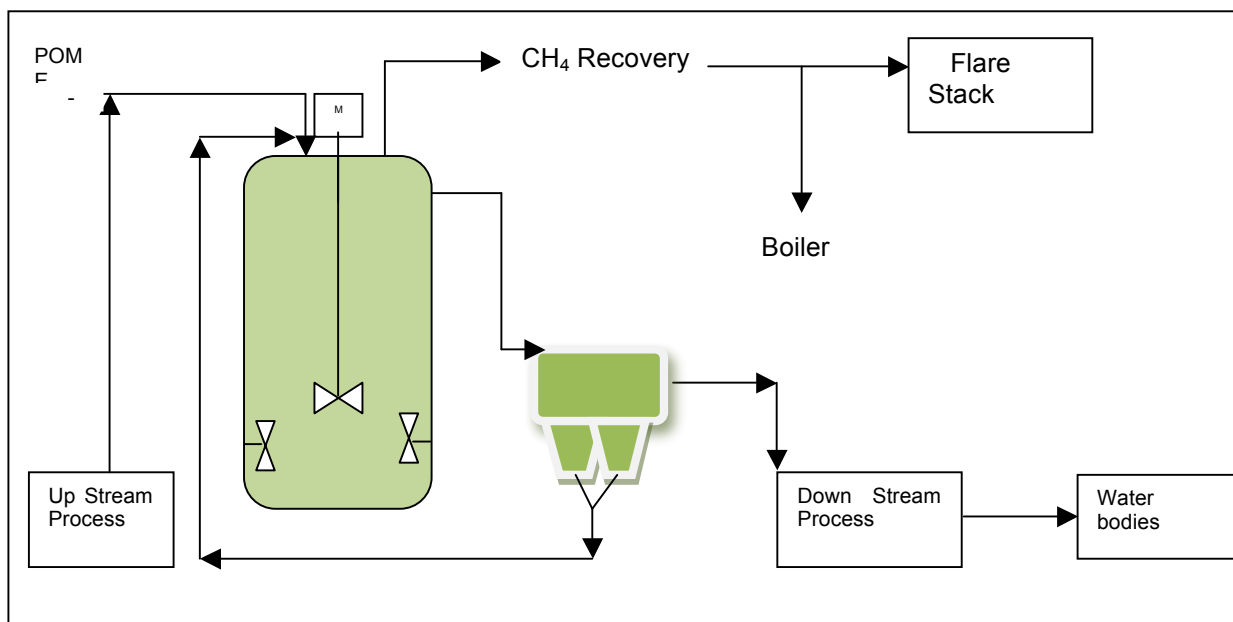 POM
E
-
M
CH₄ Recovery
Flare
Stack
Boiler
Up Stream
Process
Down Stream
Process
Water
bodies